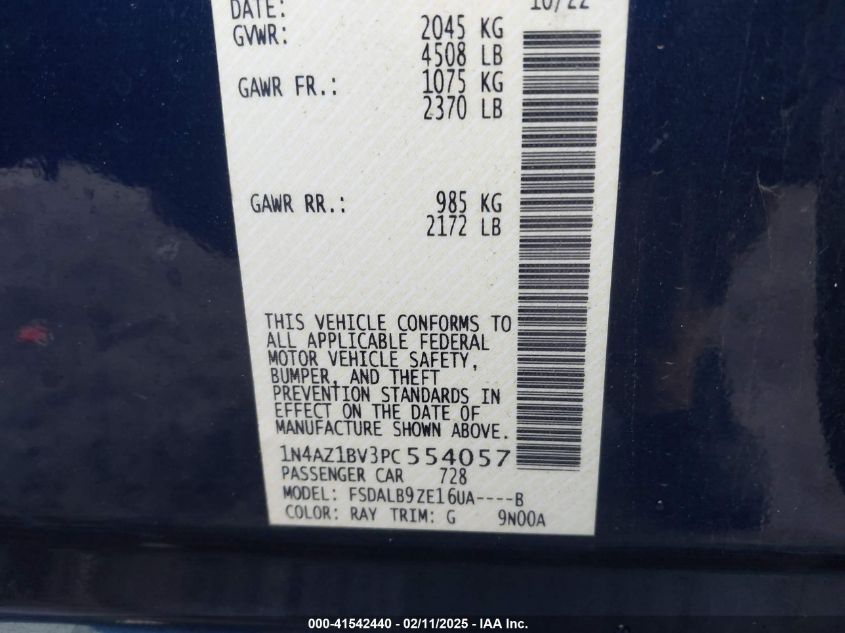 DATE: 10/22
GVWR: 2045 KG
4508 LB
GAWR FR.: 1075 KG
2370 LB
GAWR RR.: 985 KG
2172 LB
THIS VEHICLE CONFORMS TO
ALL APPLICABLE FEDERAL
MOTOR VEHICLE SAFETY,
BUMPER, AND THEFT
PREVENTION STANDARDS IN
EFFECT ON THE DATE OF
MANUFACTURE SHOWN ABOVE.
1N4AZ1BV3PC554057
PASSENGER CAR 728
MODEL: FSDALB9ZE16UA----B
COLOR: RAY TRIM: G 9N00A
000-41542440 - 02/11/2025 - IAA Inc.